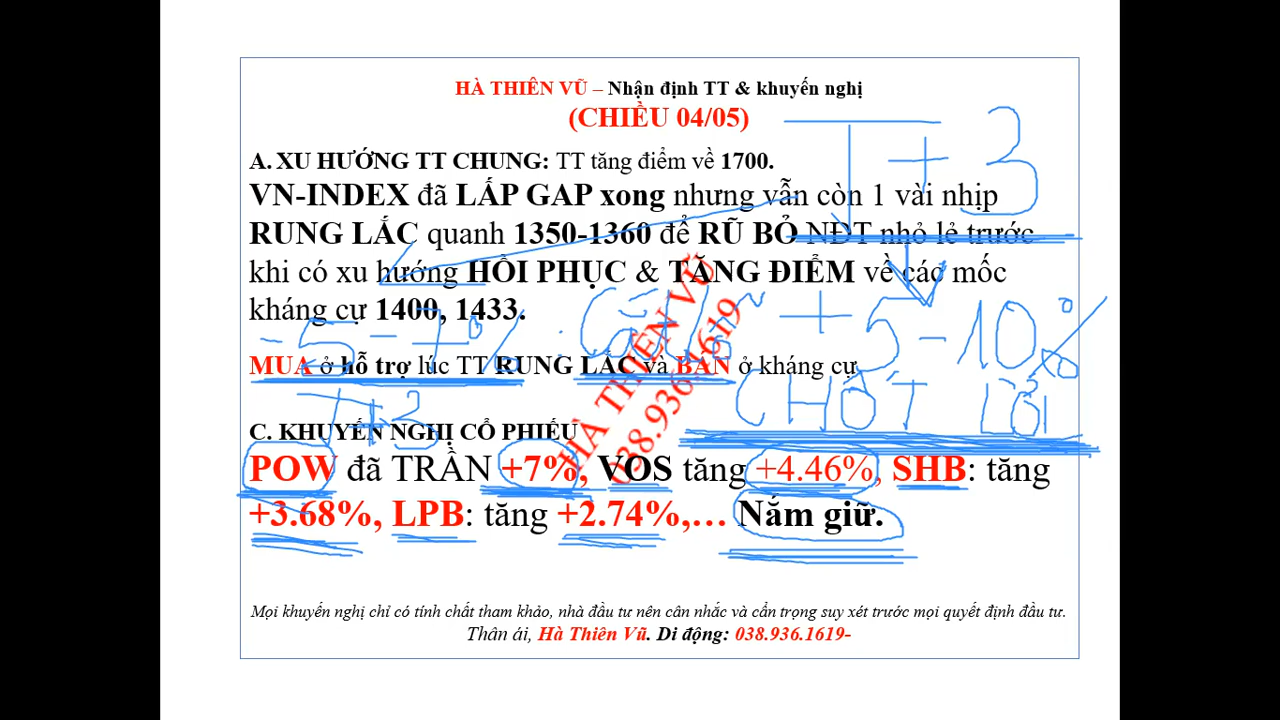 HÀ THIÊN VŨ – Nhận định TT & khuyến nghị
(CHIỀU 04/05)
T+3
A. XU HƯỚNG TT CHUNG: TT tăng điểm về 1700.
VN-INDEX đã LẤP GAP xong nhưng vẫn còn 1 vài nhịp
RUNG LẮC quanh 1350-1360 để RŨ BỎ NĐT nhỏ lẻ trước
khi có xu hướng HỒI PHỤC & TĂNG ĐIỂM về các mốc
kháng cự 1400, 1433.
-5-7%
+5-10%
MUA ở hỗ trợ lúc TT RUNG LẮC và BÁN ở kháng cự.
T+3
CHỐT LỜI
C. KHUYẾN NGHỊ CỔ PHIẾU
POW đã TRẦN +7%, VOS tăng +4.46%, SHB: tăng
+3.68%, LPB: tăng +2.74%,… Nắm giữ.
HÀ THIÊN VŨ
038.936.1619
Mọi khuyến nghị chỉ có tính chất tham khảo, nhà đầu tư nên cân nhắc và cẩn trọng suy xét trước mọi quyết định đầu tư.
Thân ái, Hà Thiên Vũ. Di động: 038.936.1619-